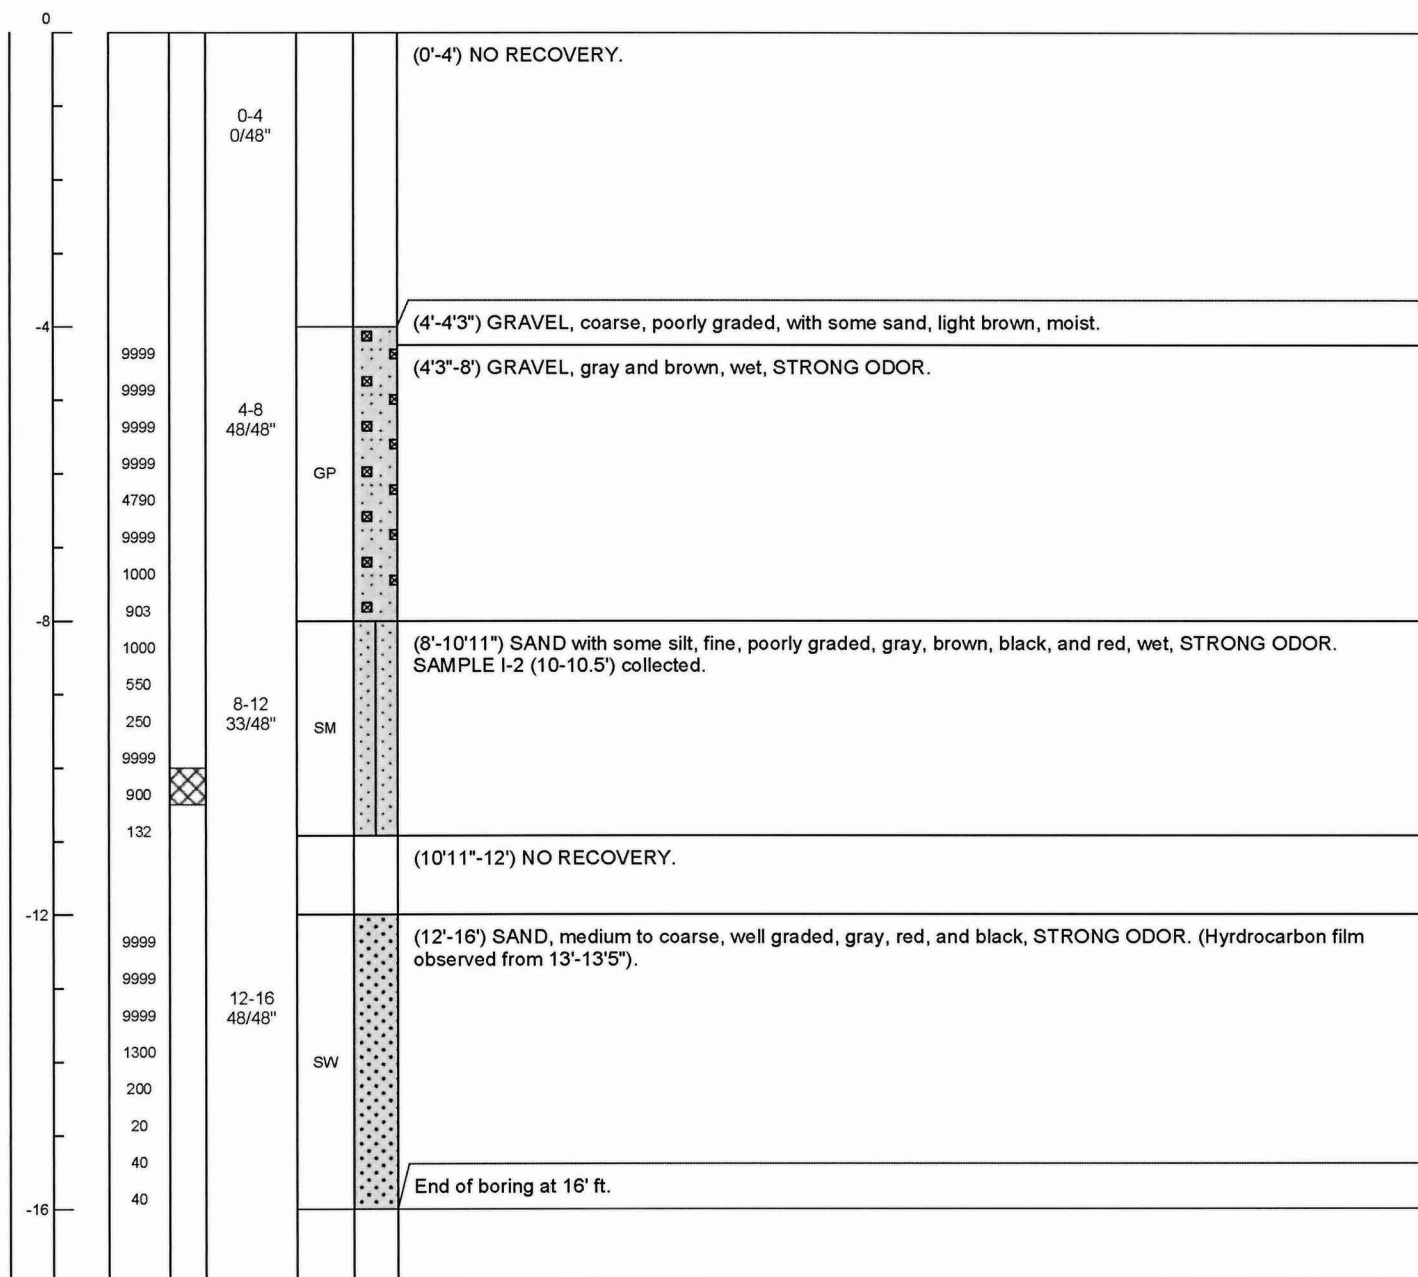 0
(0'-4') NO RECOVERY.
0-4
0/48"
-4
(4'-4'3") GRAVEL, coarse, poorly graded, with some sand, light brown, moist.
9999
(4'3"-8') GRAVEL, gray and brown, wet, STRONG ODOR.
9999
4-8
48/48"
9999
9999
GP
4790
9999
1000
903
-8
(8'-10'11") SAND with some silt, fine, poorly graded, gray, brown, black, and red, wet, STRONG ODOR.
SAMPLE I-2 (10-10.5') collected.
1000
550
8-12
33/48"
250
SM
9999
900
132
(10'11"-12') NO RECOVERY.
-12
(12'-16') SAND, medium to coarse, well graded, gray, red, and black, STRONG ODOR. (Hyrdrocarbon film
observed from 13'-13'5").
9999
9999
12-16
48/48"
9999
1300
SW
200
20
40
End of boring at 16' ft.
40
-16